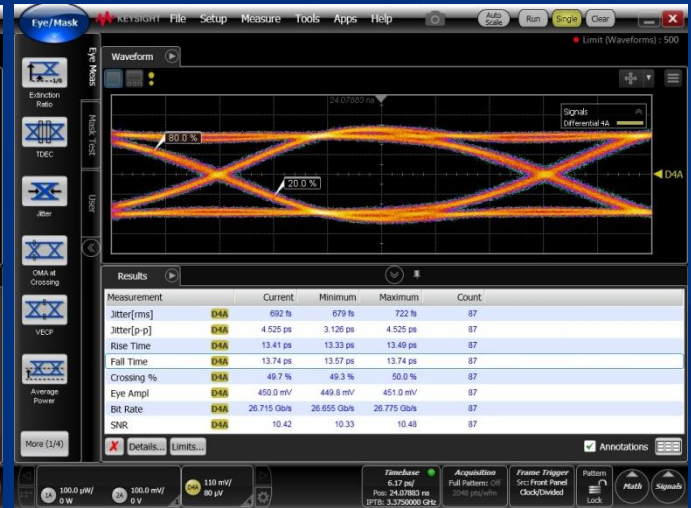 Eye/Mask
KEYSIGHT File Setup Measure Tools Apps Help
Auto Scale Run Single Clear
Limit (Waveforms) : 500
Eye Meas
Mask Test
User
Extinction
Ratio
TDEC
Jitter
OMA at
Crossing
VECP
Average
Power
More (1/4)
Waveform
24.07883 ns
Signals
Differential 4A
80.0 %
20.0 %
D4A
Results
Measurement Current Minimum Maximum Count
Jitter[rms] D4A 692 fs 679 fs 722 fs 87
Jitter[p-p] D4A 4.525 ps 3.126 ps 4.525 ps 87
Rise Time D4A 13.41 ps 13.33 ps 13.49 ps 87
Fall Time D4A 13.74 ps 13.57 ps 13.74 ps 87
Crossing % D4A 49.7 % 49.3 % 50.0 % 87
Eye Ampl D4A 450.0 mV 449.8 mV 451.0 mV 87
Bit Rate D4A 26.715 Gb/s 26.655 Gb/s 26.775 Gb/s 87
SNR D4A 10.42 10.33 10.48 87
Details... Limits... Annotations
1A 100.0 µW/
0 W
2A 100.0 mV/
0 V
D4A 110 mV/
80 µV
Timebase
6.17 ps/
Pos: 24.07883 ns
IPTB: 3.3750000 GHz
Acquisition
Full Pattern: Off
2048 pts/wfm
Frame Trigger
Src: Front Panel
Clock/Divided
Pattern
Lock
Math
Signals